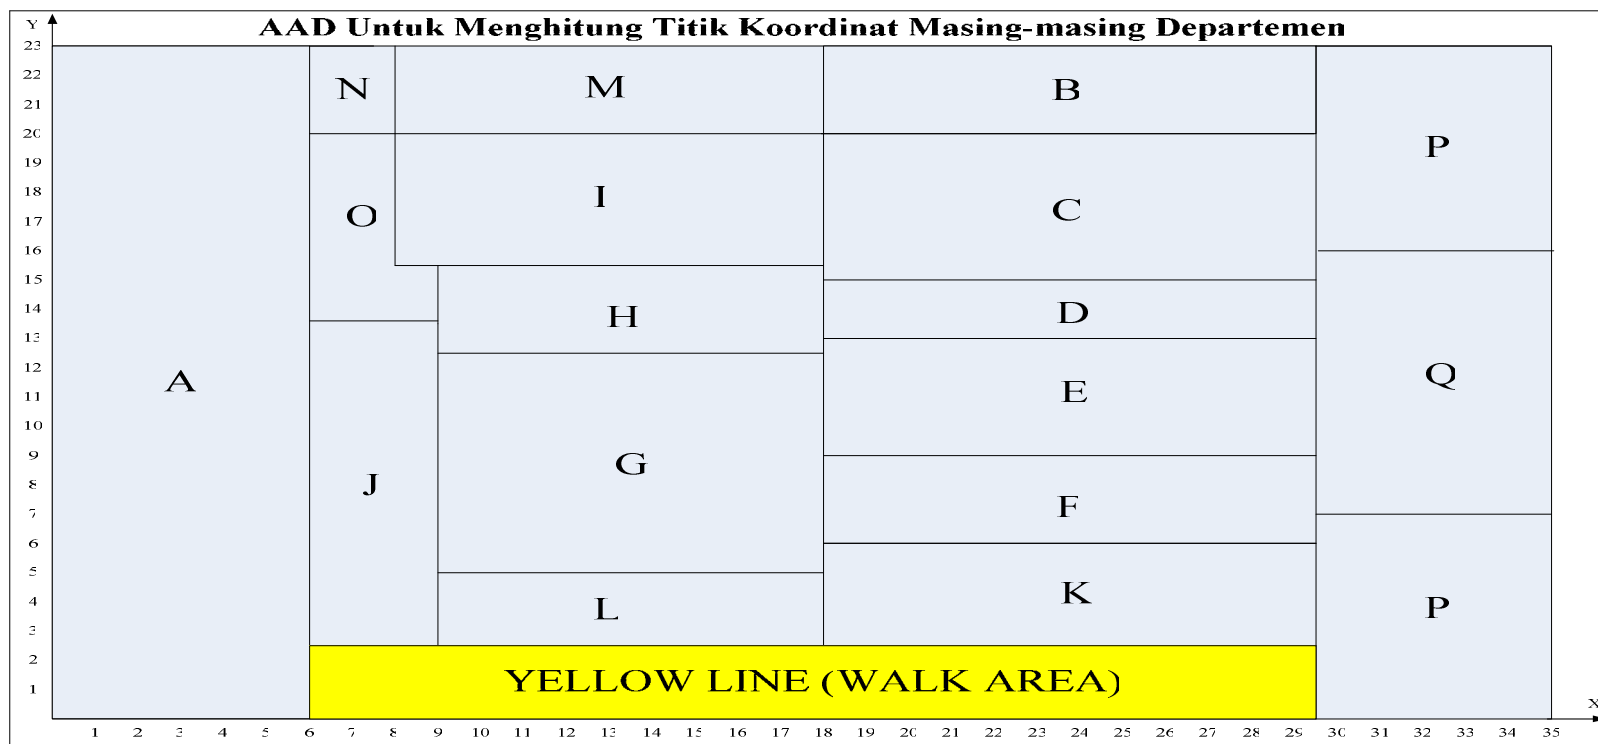 AAD Untuk Menghitung Titik Koordinat Masing-masing Departemen
Y
23
22
21
20
19
18
17
16
15
14
13
12
11
10
9
8
7
6
5
4
3
2
1
N
M
B
P
O
I
C
H
D
A
E
Q
J
G
F
L
K
P
YELLOW LINE (WALK AREA)
X
1 2 3 4 5 6 7 8 9 10 11 12 13 14 15 16 17 18 19 20 21 22 23 24 25 26 27 28 29 30 31 32 33 34 35